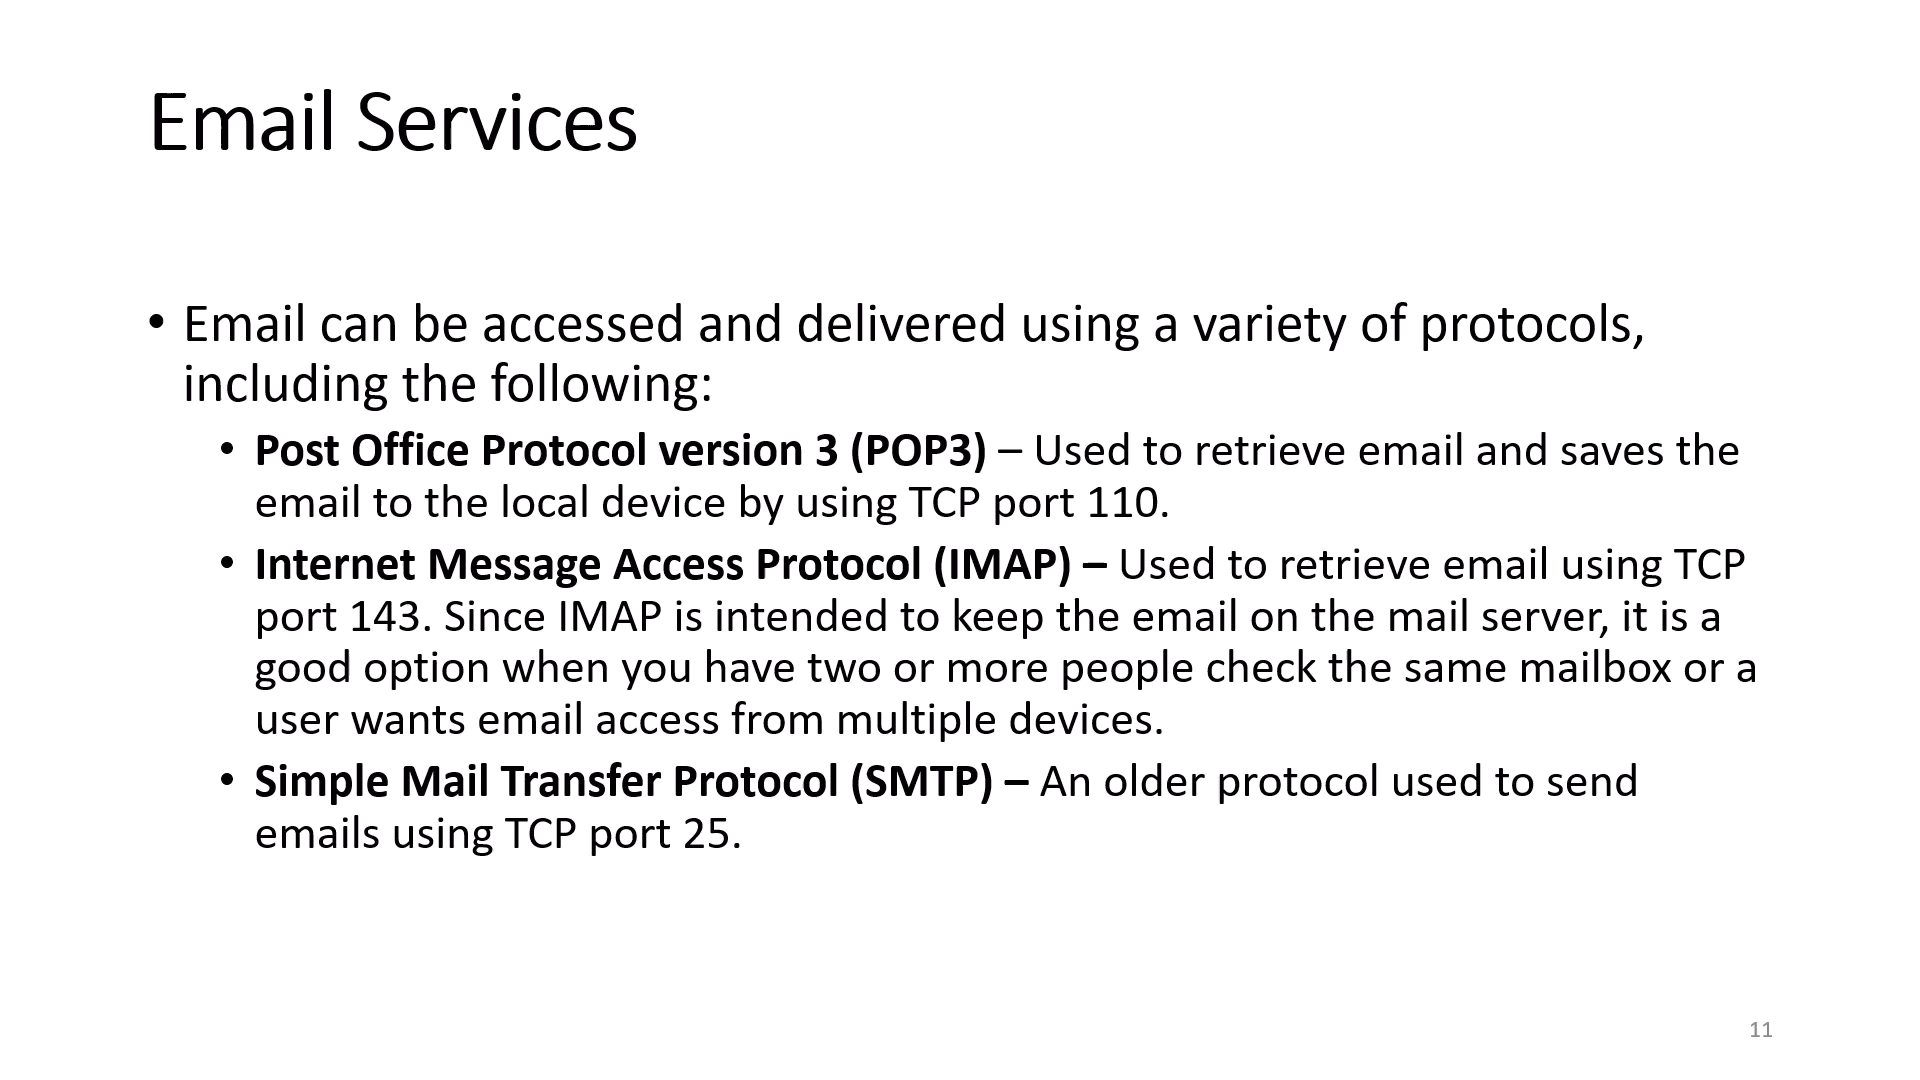 Email Services
• Email can be accessed and delivered using a variety of protocols,
including the following:
• Post Office Protocol version 3 (POP3) – Used to retrieve email and saves the
email to the local device by using TCP port 110.
• Internet Message Access Protocol (IMAP) – Used to retrieve email using TCP
port 143. Since IMAP is intended to keep the email on the mail server, it is a
good option when you have two or more people check the same mailbox or a
user wants email access from multiple devices.
• Simple Mail Transfer Protocol (SMTP) – An older protocol used to send
emails using TCP port 25.
11